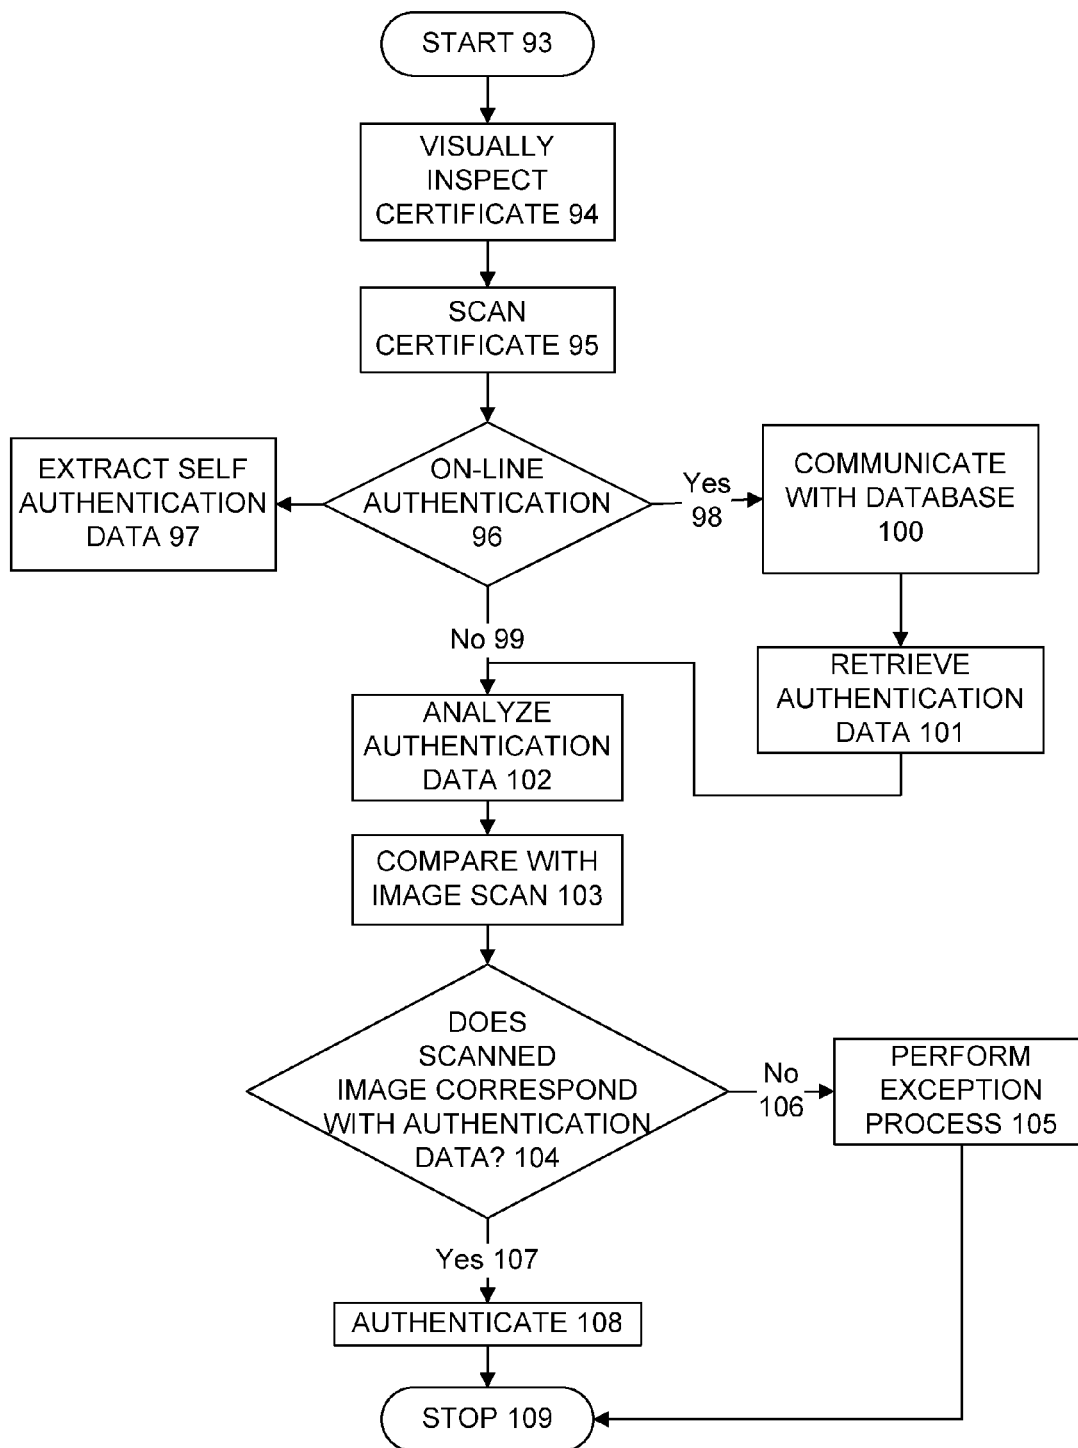 START 93
VISUALLY
INSPECT
CERTIFICATE 94
SCAN
CERTIFICATE 95
EXTRACT SELF
AUTHENTICATION
DATA 97
ON-LINE
AUTHENTICATION
96
Yes
98
COMMUNICATE
WITH DATABASE
100
No 99
RETRIEVE
AUTHENTICATION
DATA 101
ANALYZE
AUTHENTICATION
DATA 102
COMPARE WITH
IMAGE SCAN 103
DOES
SCANNED
IMAGE CORRESPOND
WITH AUTHENTICATION
DATA? 104
No
106
PERFORM
EXCEPTION
PROCESS 105
Yes 107
AUTHENTICATE 108
STOP 109